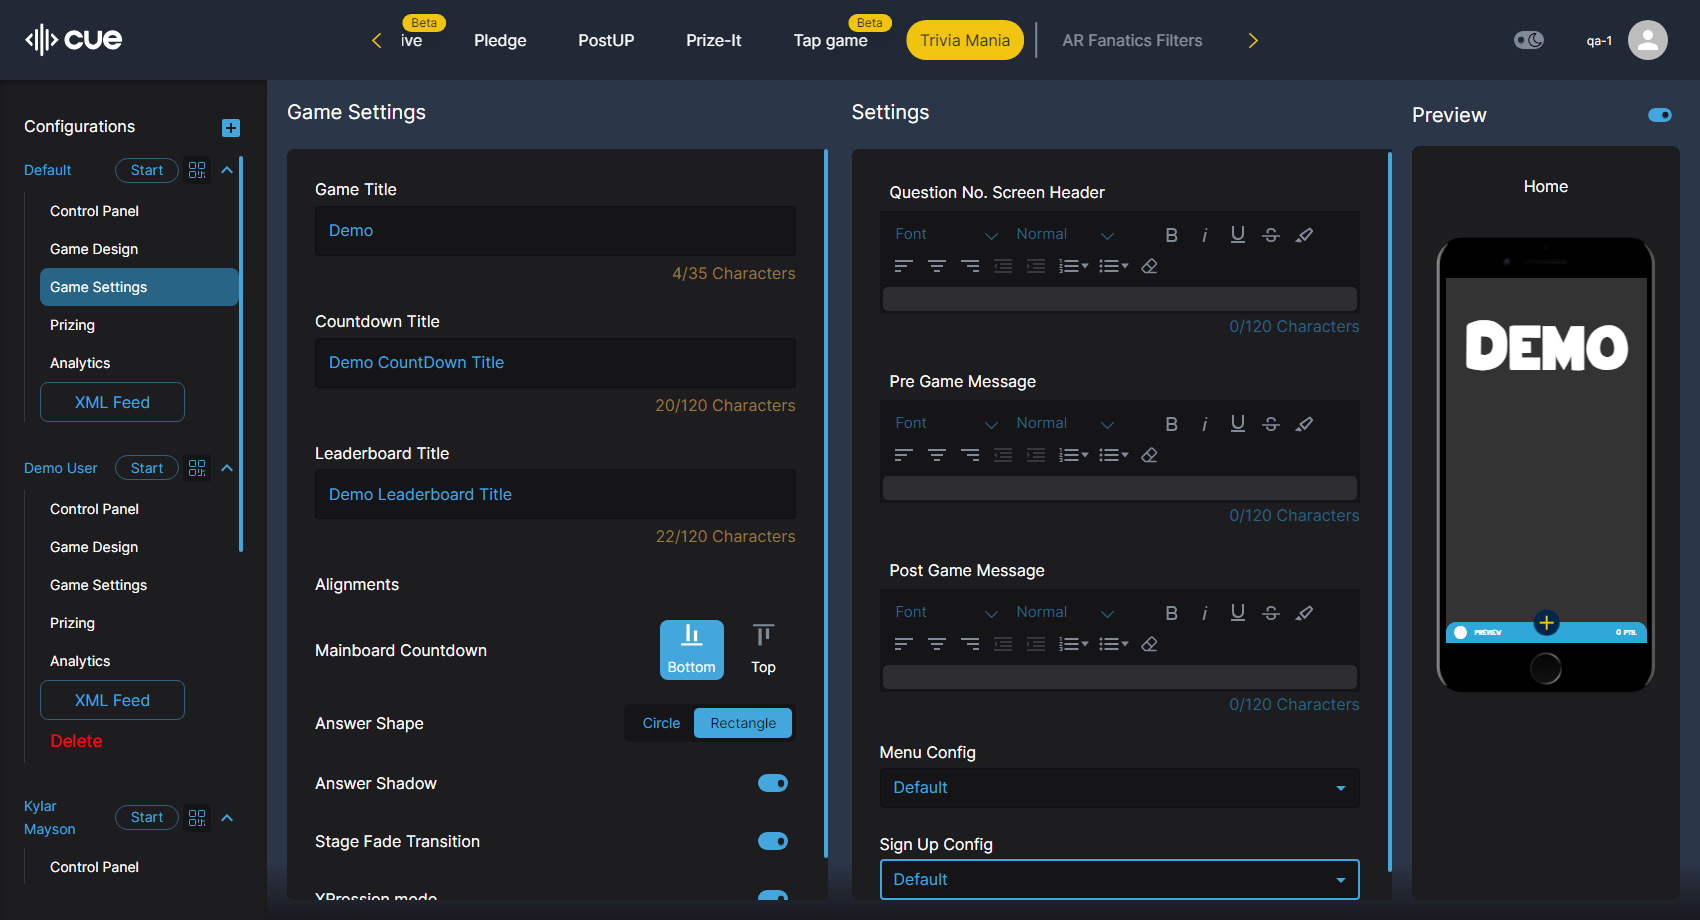 cue
ive
Beta
Pledge
PostUP
Prize-It
Tap game
Beta
Trivia Mania
AR Fanatics Filters
qa-1
Configurations
Default
Start
Control Panel
Game Design
Game Settings
Prizing
Analytics
XML Feed
Demo User
Start
Control Panel
Game Design
Game Settings
Prizing
Analytics
XML Feed
Delete
Kylar
Mayson
Start
Control Panel
Game Settings
Game Title
Demo
4/35 Characters
Countdown Title
Demo CountDown Title
20/120 Characters
Leaderboard Title
Demo Leaderboard Title
22/120 Characters
Alignments
Mainboard Countdown
Bottom
Top
Answer Shape
Circle
Rectangle
Answer Shadow
Stage Fade Transition
XPression mode
Settings
Question No. Screen Header
Font
Normal
B i U S
0/120 Characters
Pre Game Message
Font
Normal
B i U S
0/120 Characters
Post Game Message
Font
Normal
B i U S
0/120 Characters
Menu Config
Default
Sign Up Config
Default
Preview
Home
DEMO
PREVIEW
0 PTS.